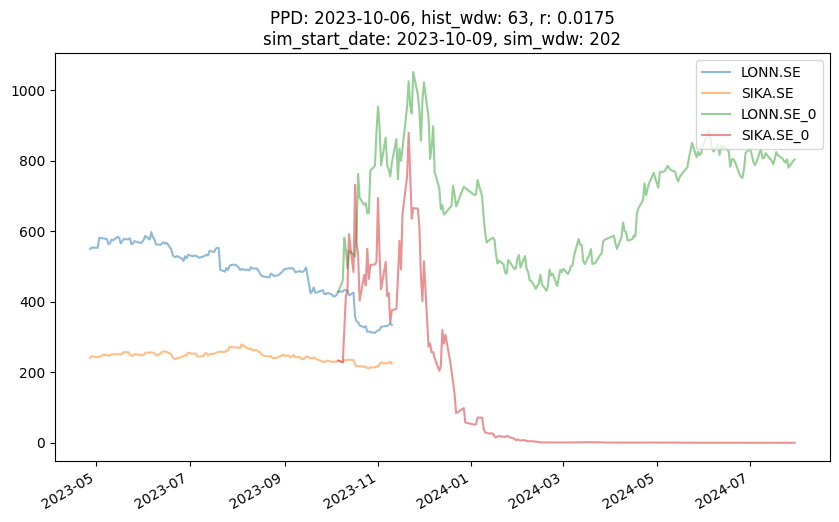 PPD: 2023-10-06, hist_wdw: 63, r: 0.0175
sim_start_date: 2023-10-09, sim_wdw: 202
LONN.SE
SIKA.SE
LONN.SE_0
SIKA.SE_0
1000
800
600
400
200
0
2023-05
2023-07
2023-09
2023-11
2024-01
2024-03
2024-05
2024-07